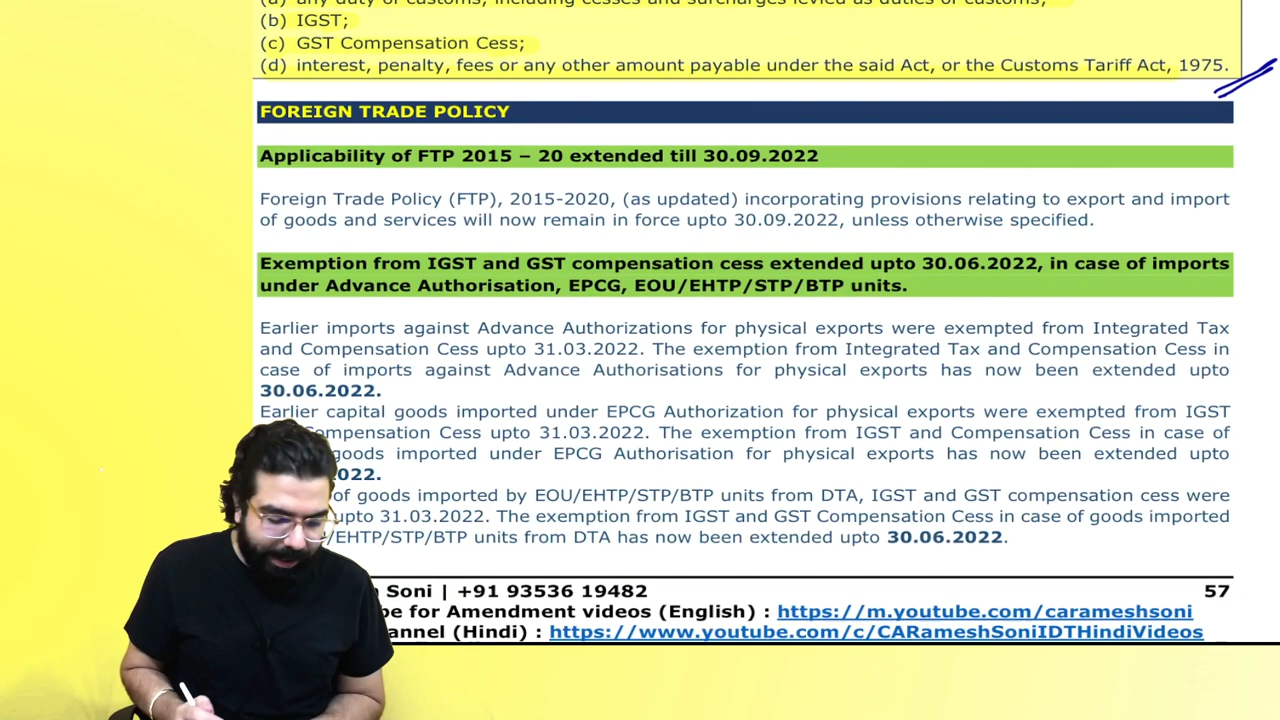 (a) any duty of customs, including cesses and surcharges levied as duties of customs;
(b) IGST;
(c) GST Compensation Cess;
(d) interest, penalty, fees or any other amount payable under the said Act, or the Customs Tariff Act, 1975.
FOREIGN TRADE POLICY
Applicability of FTP 2015 – 20 extended till 30.09.2022
Foreign Trade Policy (FTP), 2015-2020, (as updated) incorporating provisions relating to export and import
of goods and services will now remain in force upto 30.09.2022, unless otherwise specified.
Exemption from IGST and GST compensation cess extended upto 30.06.2022, in case of imports
under Advance Authorisation, EPCG, EOU/EHTP/STP/BTP units.
Earlier imports against Advance Authorizations for physical exports were exempted from Integrated Tax
and Compensation Cess upto 31.03.2022. The exemption from Integrated Tax and Compensation Cess in
case of imports against Advance Authorisations for physical exports has now been extended upto
30.06.2022.
Earlier capital goods imported under EPCG Authorization for physical exports were exempted from IGST
Compensation Cess upto 31.03.2022. The exemption from IGST and Compensation Cess in case of
goods imported under EPCG Authorisation for physical exports has now been extended upto
022.
of goods imported by EOU/EHTP/STP/BTP units from DTA, IGST and GST compensation cess were
upto 31.03.2022. The exemption from IGST and GST Compensation Cess in case of goods imported
/EHTP/STP/BTP units from DTA has now been extended upto 30.06.2022.
Soni | +91 93536 19482 57
be for Amendment videos (English) : https://m.youtube.com/carameshsoni
annel (Hindi) : https://www.youtube.com/c/CARameshSoniIDTHindiVideos